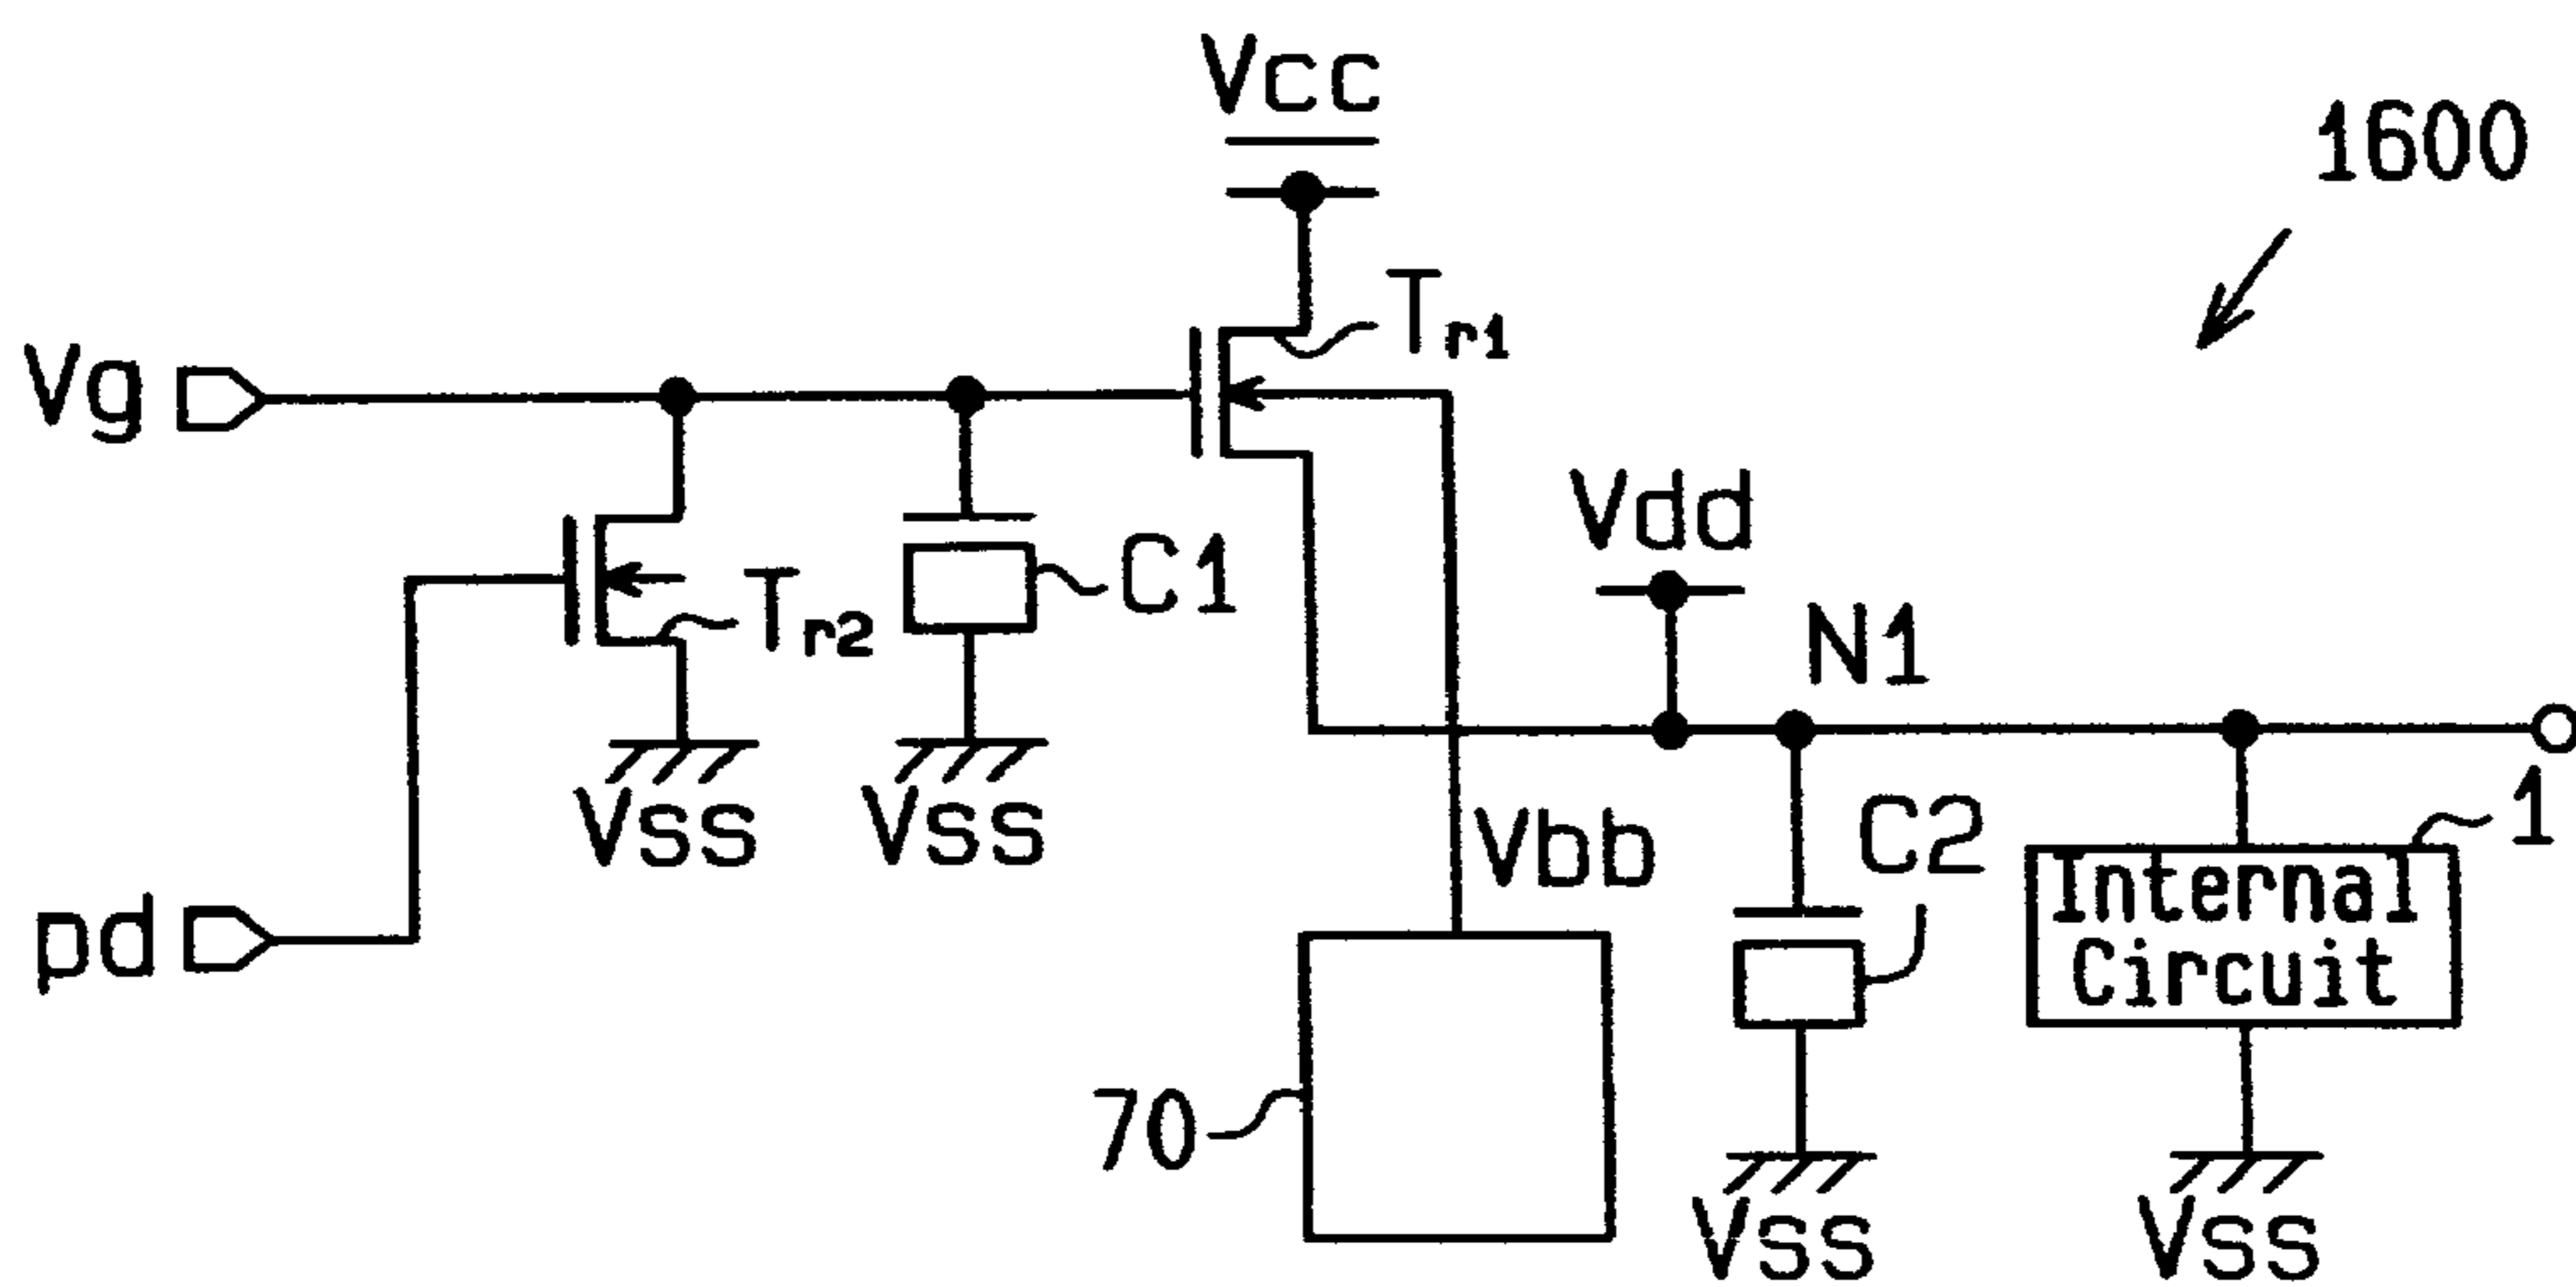 Vcc
1600
Tr1
Vg
Vdd
C1
Tr2
N1
Vss
Vss
Vbb
C2
1
pd
Internal
Circuit
70
Vss
Vss